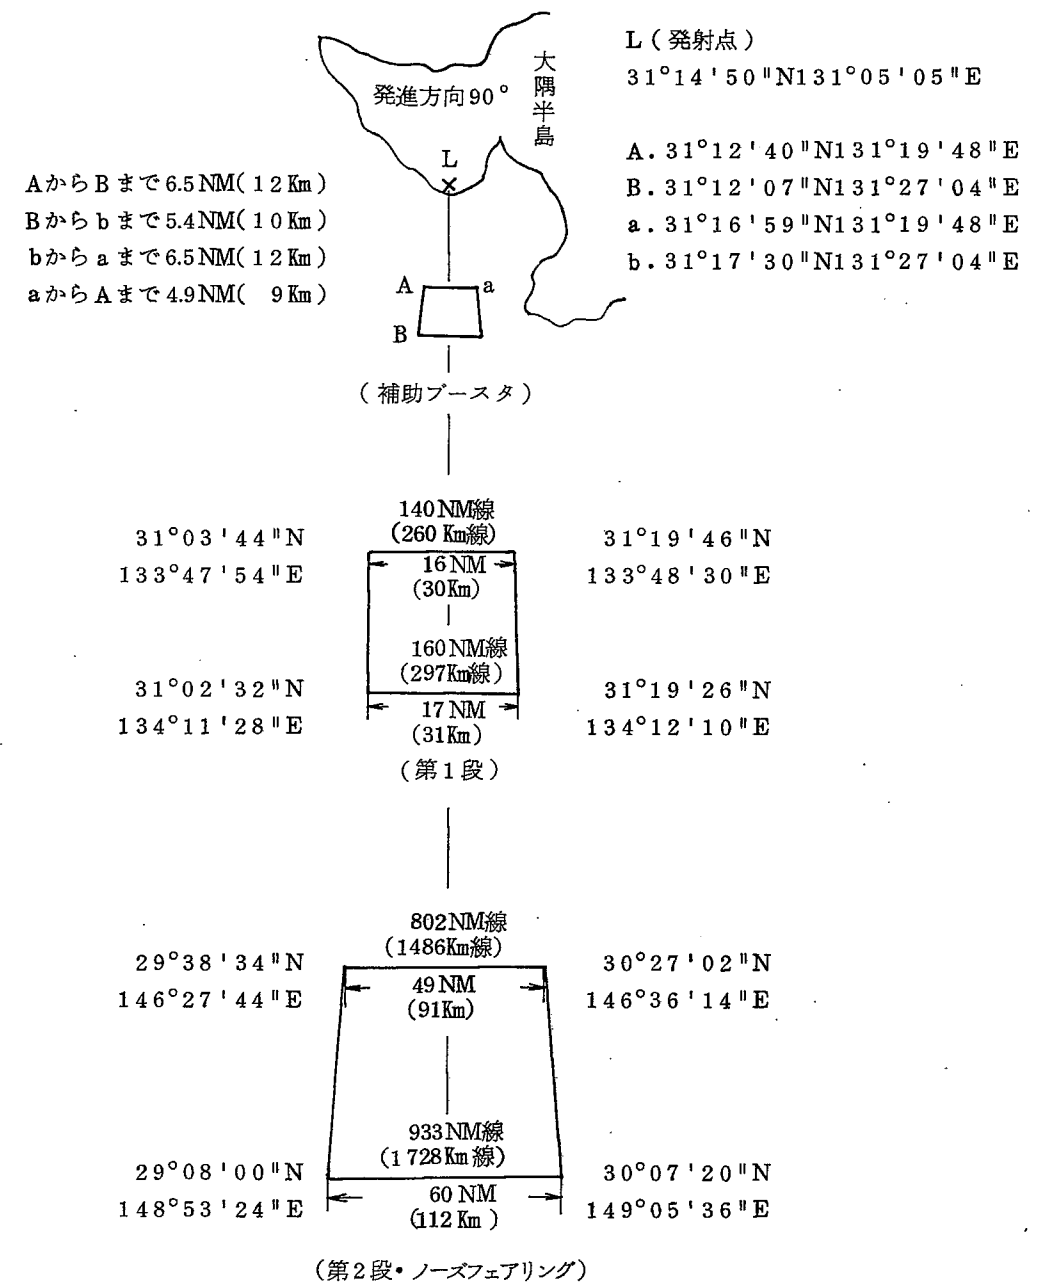 L(発射点)
31°14'50"N131°05'05"E
大隅半島
発進方向90°
L
A.31°12'40"N131°19'48"E
B.31°12'07"N131°27'04"E
a.31°16'59"N131°19'48"E
b.31°17'30"N131°27'04"E
AからBまで6.5NM(12Km)
Bからbまで5.4NM(10Km)
bからaまで6.5NM(12Km)
aからAまで4.9NM( 9Km)
A a
B
(補助ブースタ)
140NM線
(260Km線)
31°03'44"N
133°47'54"E
16NM
(30Km)
31°19'46"N
133°48'30"E
160NM線
(297Km線)
31°02'32"N
134°11'28"E
17NM
(31Km)
31°19'26"N
134°12'10"E
(第1段)
802NM線
(1486Km線)
29°38'34"N
146°27'44"E
49NM
(91Km)
30°27'02"N
146°36'14"E
933NM線
(1728Km線)
29°08'00"N
148°53'24"E
60NM
(112Km)
30°07'20"N
149°05'36"E
(第2段・ノーズフェアリング)